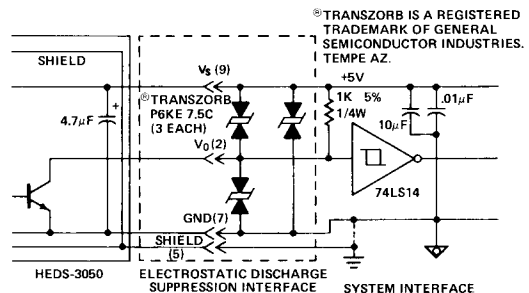 ® TRANSZORB IS A REGISTERED
TRADEMARK OF GENERAL
SEMICONDUCTOR INDUSTRIES.
TEMPE AZ.
SHIELD
VS (9)
+5V
® TRANSZORB
P6KE 7.5C
(3 EACH)
1K 5%
1/4W
.01μF
10μF
4.7μF
+
VO(2)
74LS14
GND(7)
SHIELD
(5)
HEDS-3050
ELECTROSTATIC DISCHARGE
SUPPRESSION INTERFACE
SYSTEM INTERFACE